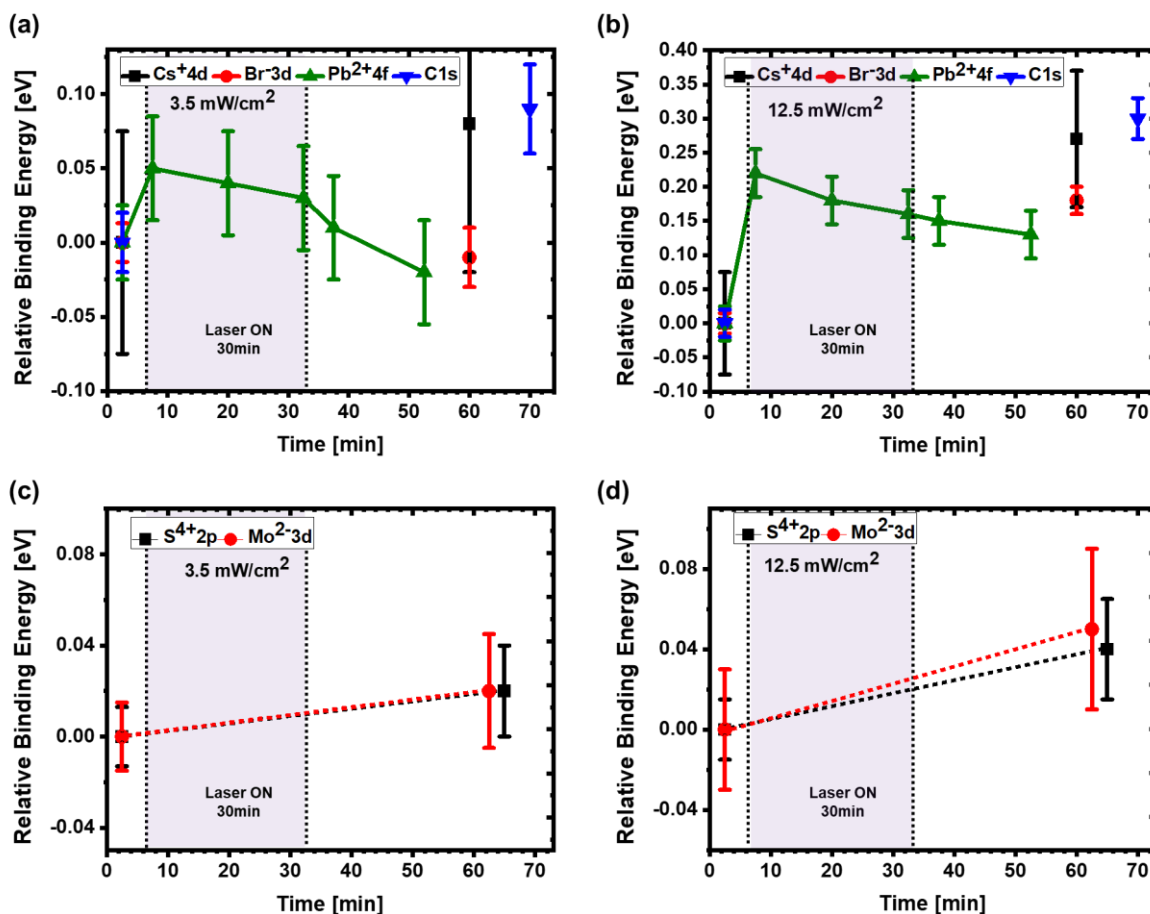 (a)
Cs+4d Br-3d Pb2+4f C1s
3.5 mW/cm2
Laser ON
30min
Relative Binding Energy [eV]
0.10
0.05
0.00
-0.05
-0.10
0 10 20 30 40 50 60 70
Time [min]
(b)
Cs+4d Br-3d Pb2+4f C1s
12.5 mW/cm2
Laser ON
30min
Relative Binding Energy [eV]
0.40
0.35
0.30
0.25
0.20
0.15
0.10
0.05
0.00
-0.05
-0.10
0 10 20 30 40 50 60 70
Time [min]
(c)
S4+2p Mo2-3d
3.5 mW/cm2
Laser ON
30min
Relative Binding Energy [eV]
0.08
0.04
0.00
-0.04
0 10 20 30 40 50 60 70
Time [min]
(d)
S4+2p Mo2-3d
12.5 mW/cm2
Laser ON
30min
Relative Binding Energy [eV]
0.08
0.04
0.00
-0.04
0 10 20 30 40 50 60 70
Time [min]